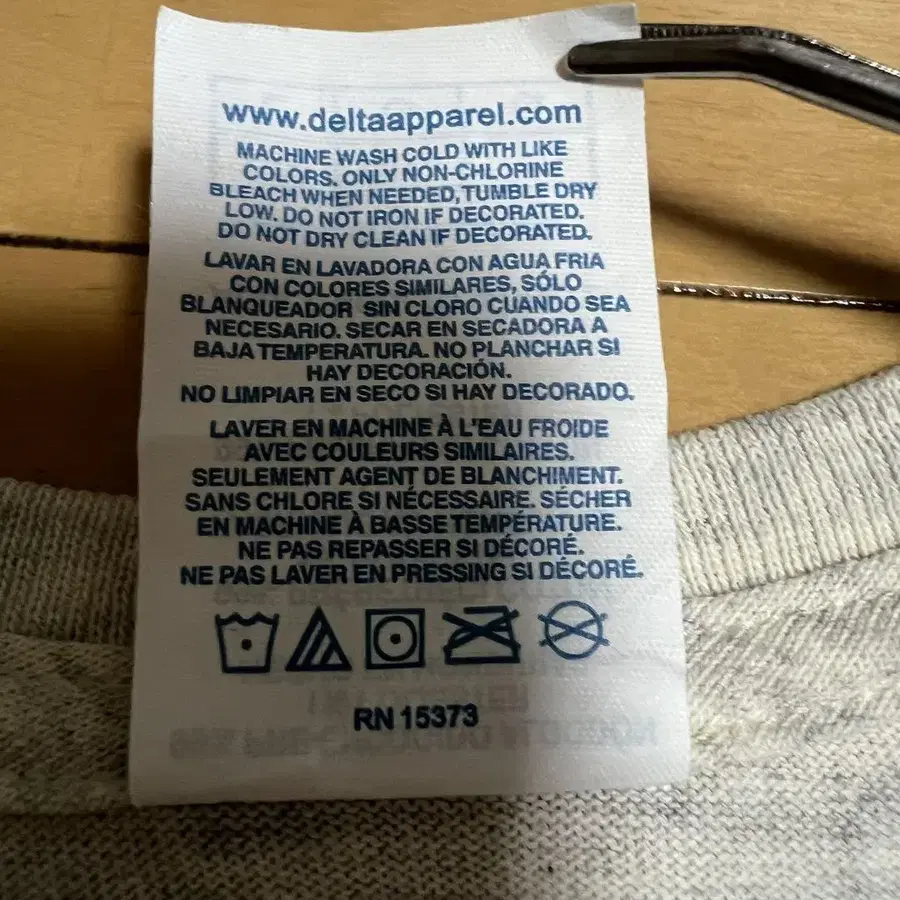 www.deltaapparel.com
MACHINE WASH COLD WITH LIKE
COLORS. ONLY NON-CHLORINE
BLEACH WHEN NEEDED, TUMBLE DRY
LOW. DO NOT IRON IF DECORATED.
DO NOT DRY CLEAN IF DECORATED.
LAVAR EN LAVADORA CON AGUA FRIA
CON COLORES SIMILARES, SÓLO
BLANQUEADOR SIN CLORO CUANDO SEA
NECESARIO. SECAR EN SECADORA A
BAJA TEMPERATURA. NO PLANCHAR SI
HAY DECORACIÓN.
NO LIMPIAR EN SECO SI HAY DECORADO.
LAVER EN MACHINE À L'EAU FROIDE
AVEC COULEURS SIMILAIRES.
SEULEMENT AGENT DE BLANCHIMENT.
SANS CHLORE SI NÉCESSAIRE. SÉCHER
EN MACHINE À BASSE TEMPÉRATURE.
NE PAS REPASSER SI DÉCORÉ.
NE PAS LAVER EN PRESSING SI DÉCORÉ.
RN 15373